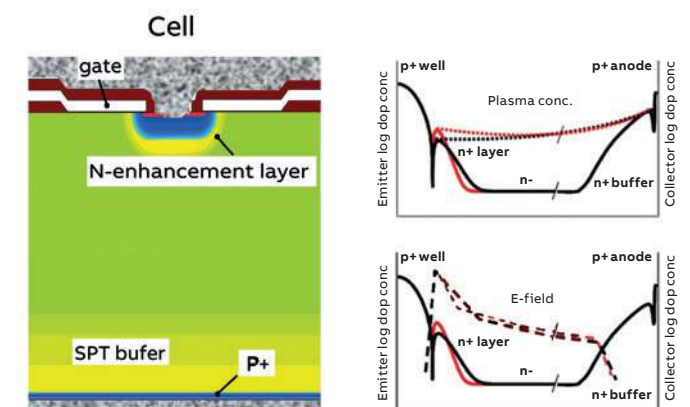 Cell
gate
N-enhancement layer
SPT bufer
P+
Emitter log dop conc
p+ well
p+ anode
Plasma conc.
n+ layer
n-
n+ buffer
Collector log dop conc
Emitter log dop conc
p+ well
p+ anode
E-field
n+ layer
n-
n+ buffer
Collector log dop conc